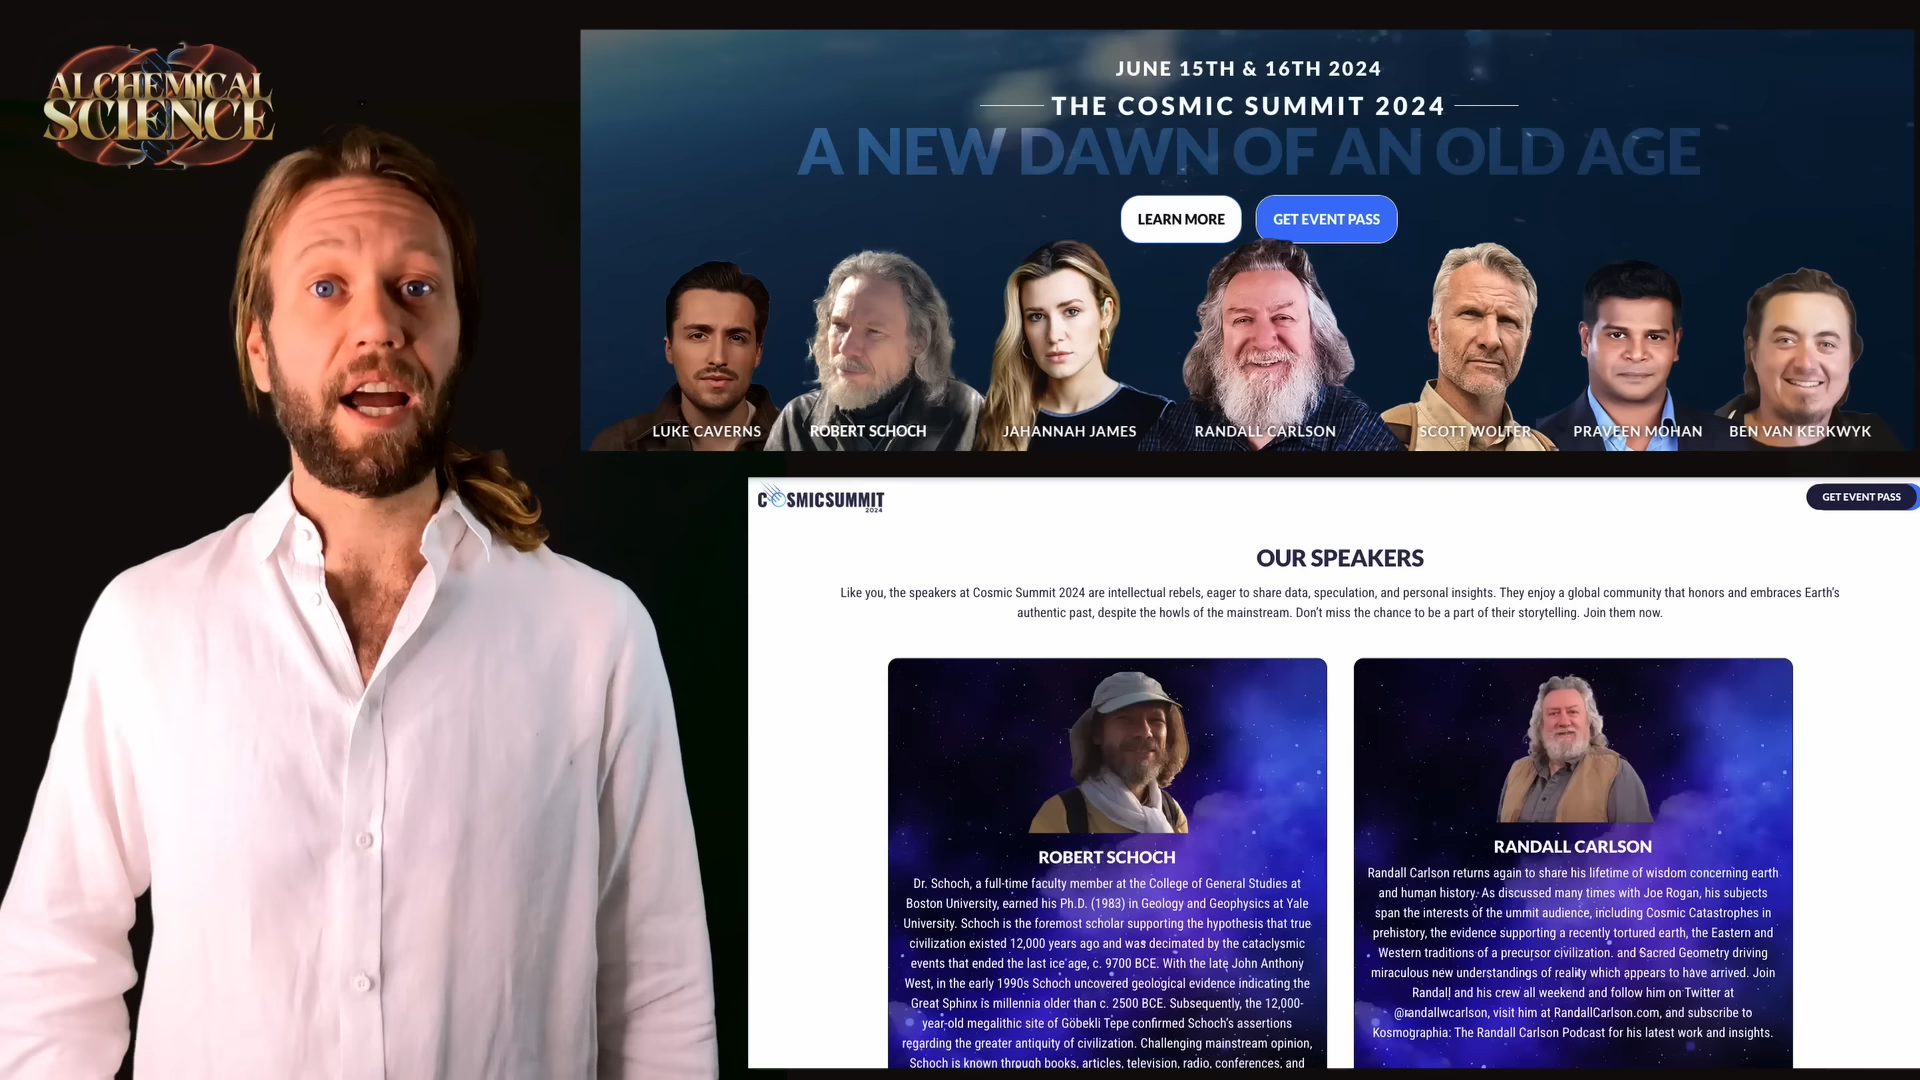 ALCHEMICAL
SCIENCE
JUNE 15TH & 16TH 2024
THE COSMIC SUMMIT 2024
A NEW DAWN OF AN OLD AGE
LEARN MORE
GET EVENT PASS
LUKE CAVERNS
ROBERT SCHOCH
JAHANNAH JAMES
RANDALL CARLSON
SCOTT WOLTER
PRAVEEN MOHAN
BEN VAN KERKWYK
COSMICSUMMIT
2024
GET EVENT PASS
OUR SPEAKERS
Like you, the speakers at Cosmic Summit 2024 are intellectual rebels, eager to share data, speculation, and personal insights. They enjoy a global community that honors and embraces Earth's
authentic past, despite the howls of the mainstream. Don't miss the chance to be a part of their storytelling. Join them now.
ROBERT SCHOCH
Dr. Schoch, a full-time faculty member at the College of General Studies at
Boston University, earned his Ph.D. (1983) in Geology and Geophysics at Yale
University. Schoch is the foremost scholar supporting the hypothesis that true
civilization existed 12,000 years ago and was decimated by the cataclysmic
events that ended the last ice age, c. 9700 BCE. With the late John Anthony
West, in the early 1990s Schoch uncovered geological evidence indicating the
Great Sphinx is millennia older than c. 2500 BCE. Subsequently, the 12,000-
year-old megalithic site of Göbekli Tepe confirmed Schoch's assertions
regarding the greater antiquity of civilization. Challenging mainstream opinion,
Schoch is known through books, articles, television, radio, conferences, and
RANDALL CARLSON
Randall Carlson returns again to share his lifetime of wisdom concerning earth
and human history. As discussed many times with Joe Rogan, his subjects
span the interests of the ummit audience, including Cosmic Catastrophes in
prehistory, the evidence supporting a recently tortured earth, the Eastern and
Western traditions of a precursor civilization. and Sacred Geometry driving
miraculous new understandings of reality which appears to have arrived. Join
Randall and his crew all weekend and follow him on Twitter at
@randallwcarlson, visit him at RandallCarlson.com, and subscribe to
Kosmographia: The Randall Carlson Podcast for his latest work and insights.